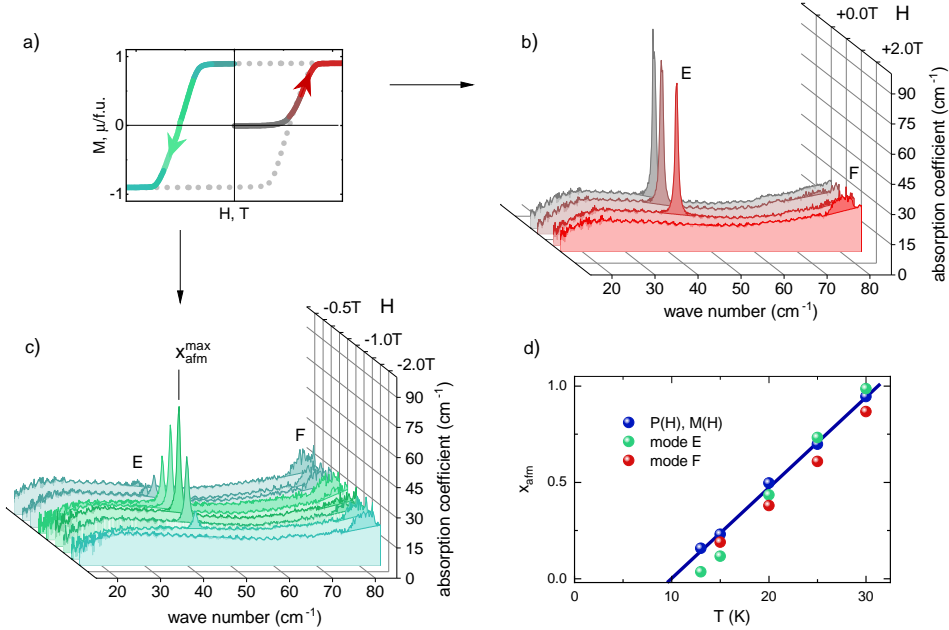 a)
1
0
-1
M, μ/f.u.
H, T
b)
+0.0T H
+2.0T
E
F
90
75
60
45
30
15
0
absorption coefficient (cm⁻¹)
20 30 40 50 60 70 80
wave number (cm⁻¹)
c)
x_afm^max
-0.5T H
-1.0T
-2.0T
E
F
90
75
60
45
30
15
0
absorption coefficient (cm⁻¹)
20 30 40 50 60 70 80
wave number (cm⁻¹)
d)
1.0
0.5
0.0
x_afm
P(H), M(H)
mode E
mode F
0 10 20 30
T (K)